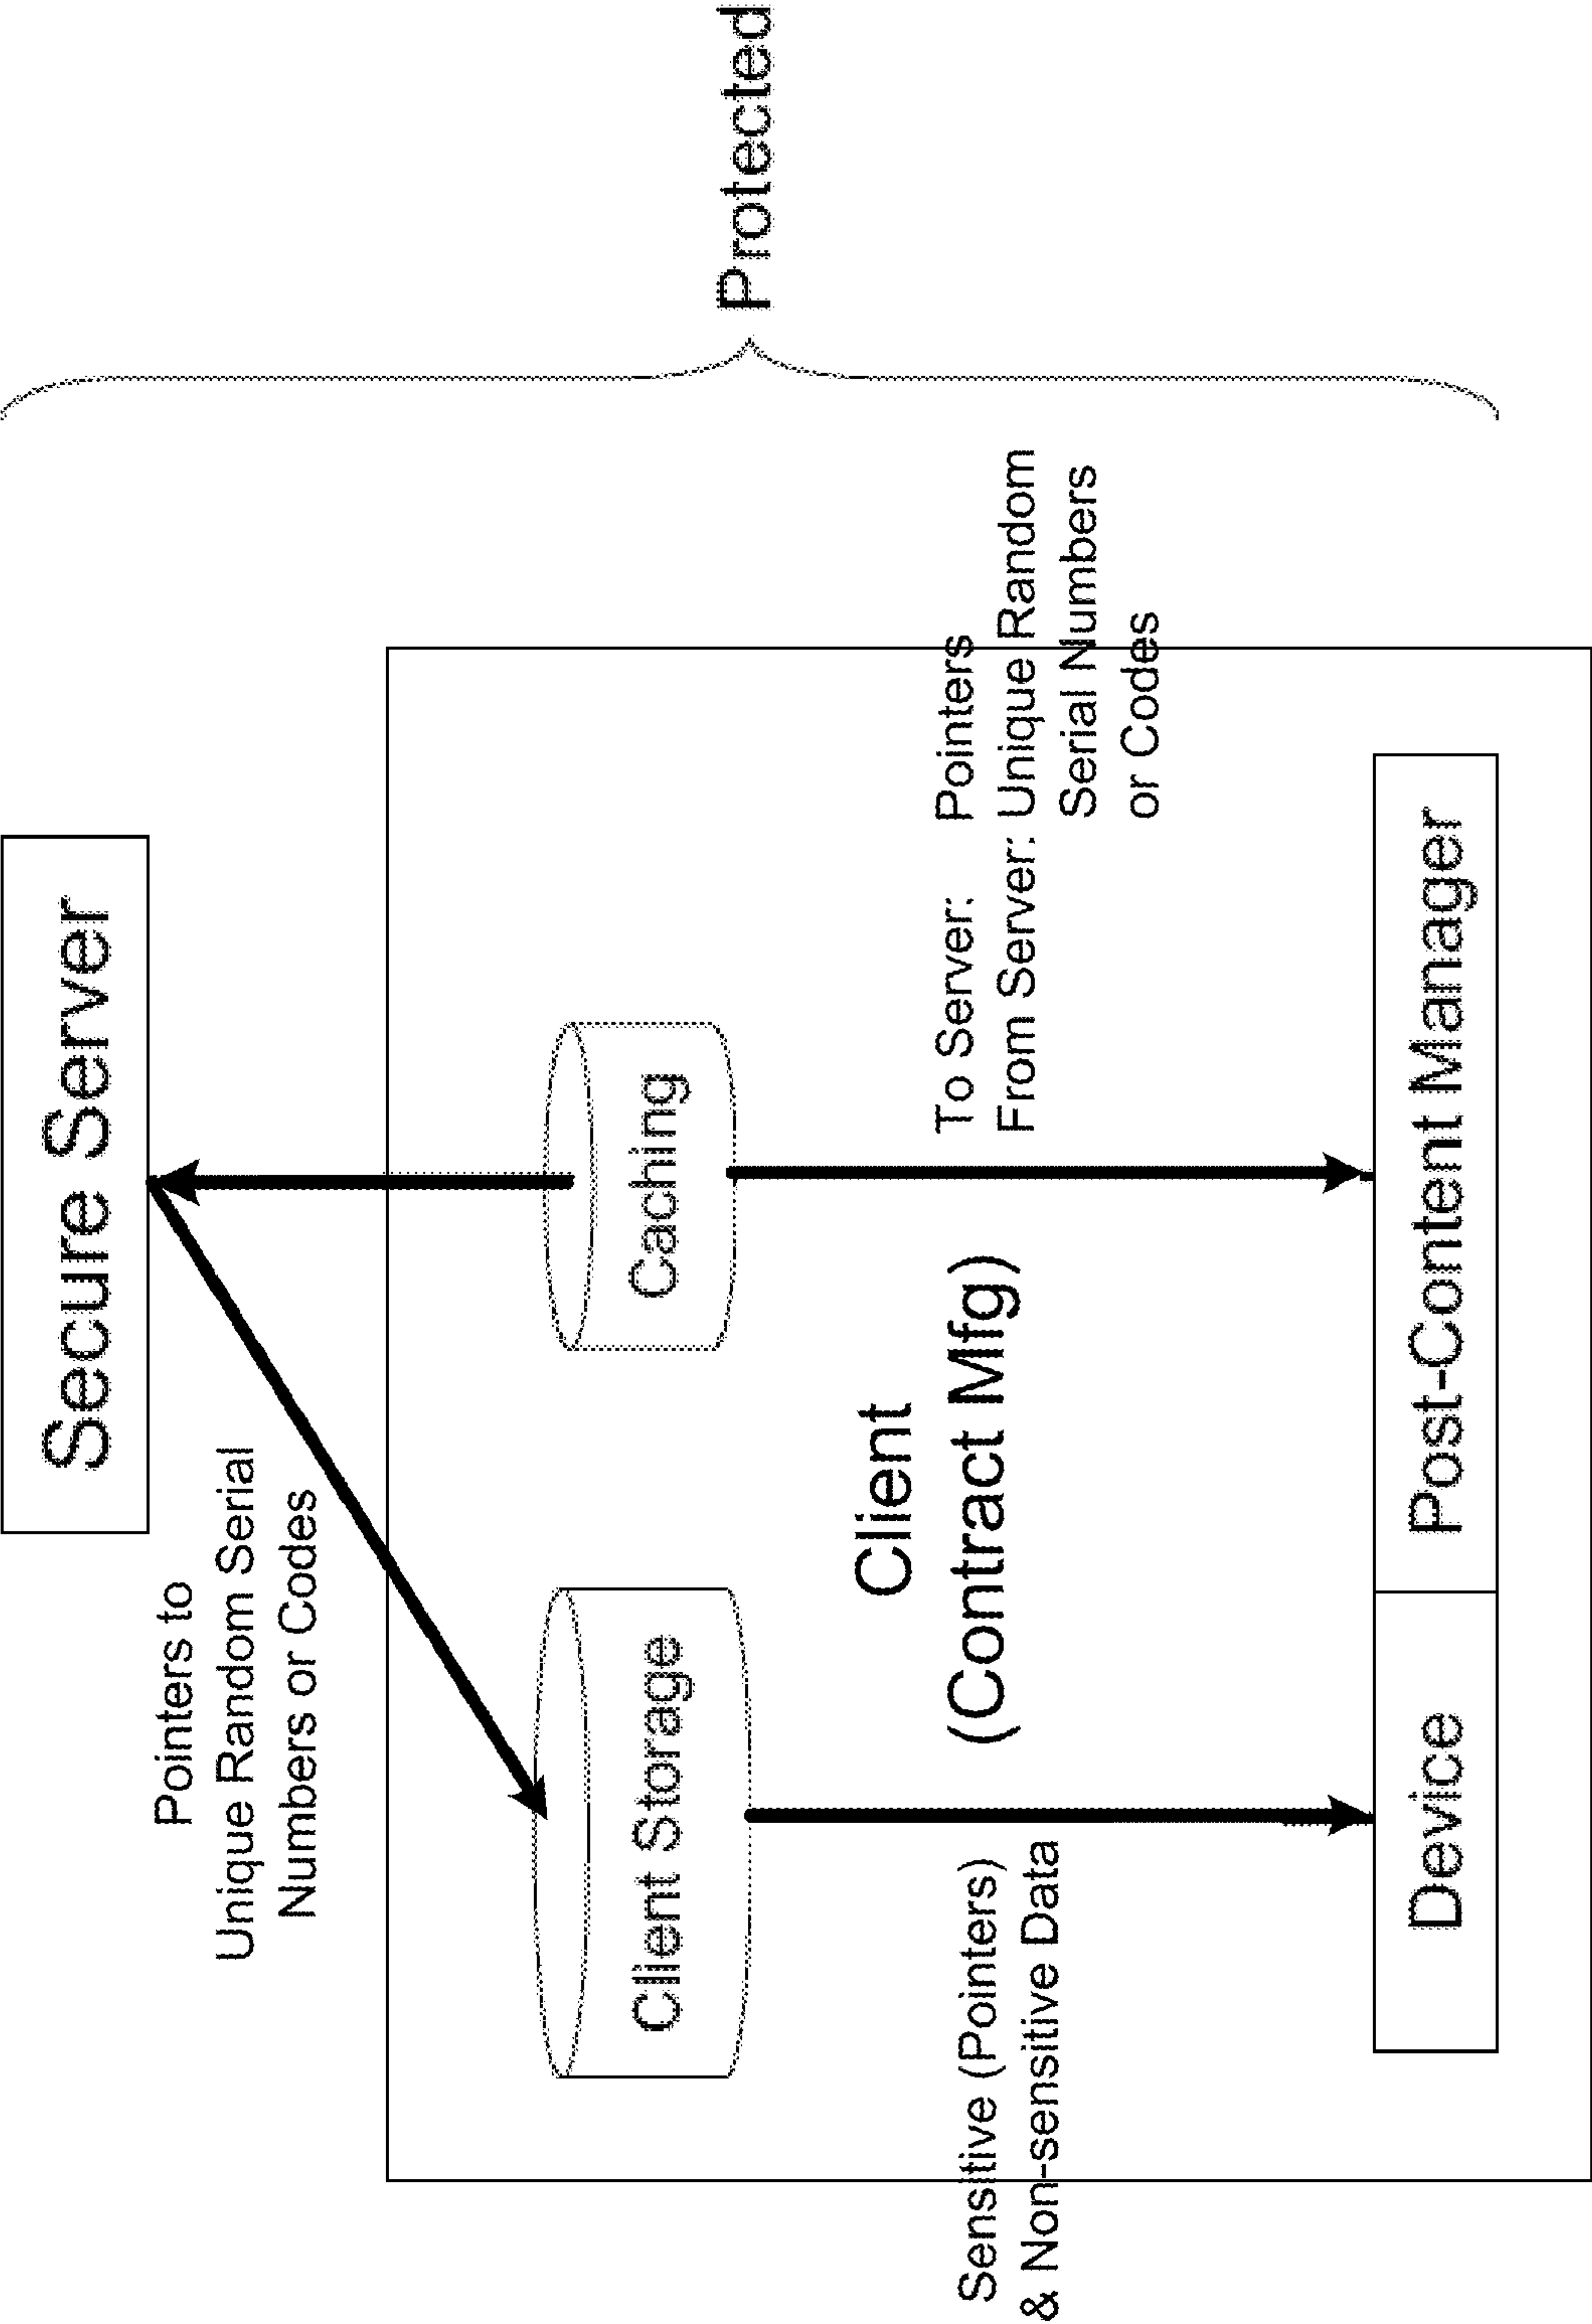 Secure Server
Pointers to
Unique Random Serial
Numbers or Codes
Client Storage
Caching
Client
(Contract Mfg)
Sensitive (Pointers)
& Non-sensitive Data
To Server: Pointers
From Server: Unique Random
Serial Numbers
or Codes
Device
Post-Content Manager
Protected